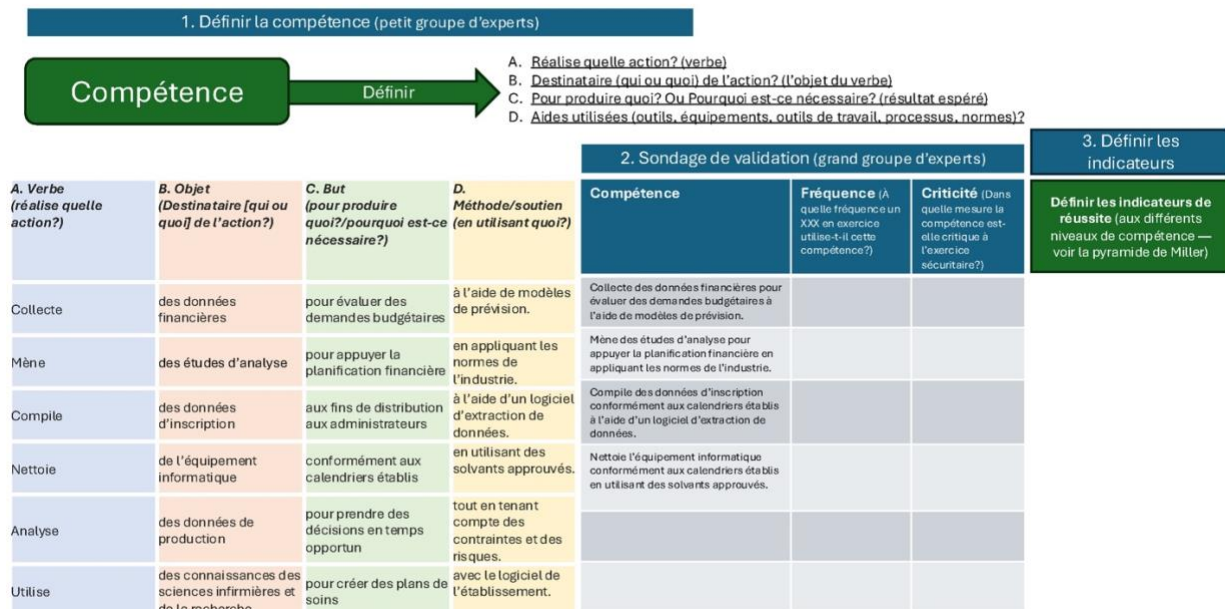 1. Définir la compétence (petit groupe d'experts)
Compétence
Définir
A. Réalise quelle action? (verbe)
B. Destinataire (qui ou quoi) de l'action? (l'objet du verbe)
C. Pour produire quoi? Ou Pourquoi est-ce nécessaire? (résultat espéré)
D. Aides utilisées (outils, équipements, outils de travail, processus, normes)?
2. Sondage de validation (grand groupe d'experts)
3. Définir les
indicateurs
A. Verbe
(réalise quelle
action?)
B. Objet
(Destinataire [qui ou
quoi] de l'action?)
C. But
(pour produire
quoi?/pourquoi est-ce
nécessaire?)
D.
Méthode/soutien
(en utilisant quoi?)
Compétence
Fréquence (À
quelle fréquence un
XXX en exercice
utilise-t-il cette
compétence?)
Criticité (Dans
quelle mesure la
compétence est-
elle critique à
l'exercice
sécuritaire?)
Définir les indicateurs de
réussite (aux différents
niveaux de compétence —
voir la pyramide de Miller)
Collecte
des données
financières
pour évaluer des
demandes budgétaires
à l'aide de modèles
de prévision.
Collecte des données financières pour
évaluer des demandes budgétaires à
l'aide de modèles de prévision.
Mène
des études d'analyse
pour appuyer la
planification financière
en appliquant les
normes de
l'industrie.
Mène des études d'analyse pour
appuyer la planification financière en
appliquant les normes de l'industrie.
Compile
des données
d'inscription
aux fins de distribution
aux administrateurs
à l'aide d'un logiciel
d'extraction de
données.
Compile des données d'inscription
conformément aux calendriers établis
à l'aide d'un logiciel d'extraction de
données.
Nettoie
de l'équipement
informatique
conformément aux
calendriers établis
en utilisant des
solvants approuvés.
Nettoie l'équipement informatique
conformément aux calendriers établis
en utilisant des solvants approuvés.
Analyse
des données de
production
pour prendre des
décisions en temps
opportun
tout en tenant
compte des
contraintes et des
risques.
Utilise
des connaissances des
sciences infirmières et
de la recherche
pour créer des plans de
soins
avec le logiciel de
l'établissement.